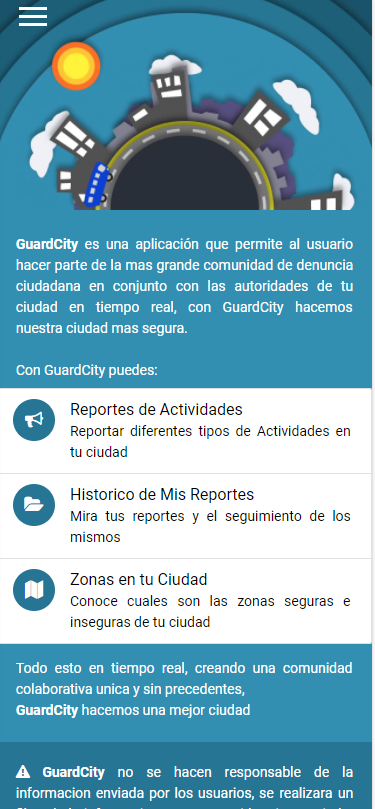 GuardCity es una aplicación que permite al usuario
hacer parte de la mas grande comunidad de denuncia
ciudadana en conjunto con las autoridades de tu
ciudad en tiempo real, con GuardCity hacemos
nuestra ciudad mas segura.
Con GuardCity puedes:
Reportes de Actividades
Reportar diferentes tipos de Actividades en
tu ciudad
Historico de Mis Reportes
Mira tus reportes y el seguimiento de los
mismos
Zonas en tu Ciudad
Conoce cuales son las zonas seguras e
inseguras de tu ciudad
Todo esto en tiempo real, creando una comunidad
colaborativa unica y sin precedentes,
GuardCity hacemos una mejor ciudad
GuardCity no se hacen responsable de la
informacion enviada por los usuarios, se realizara un